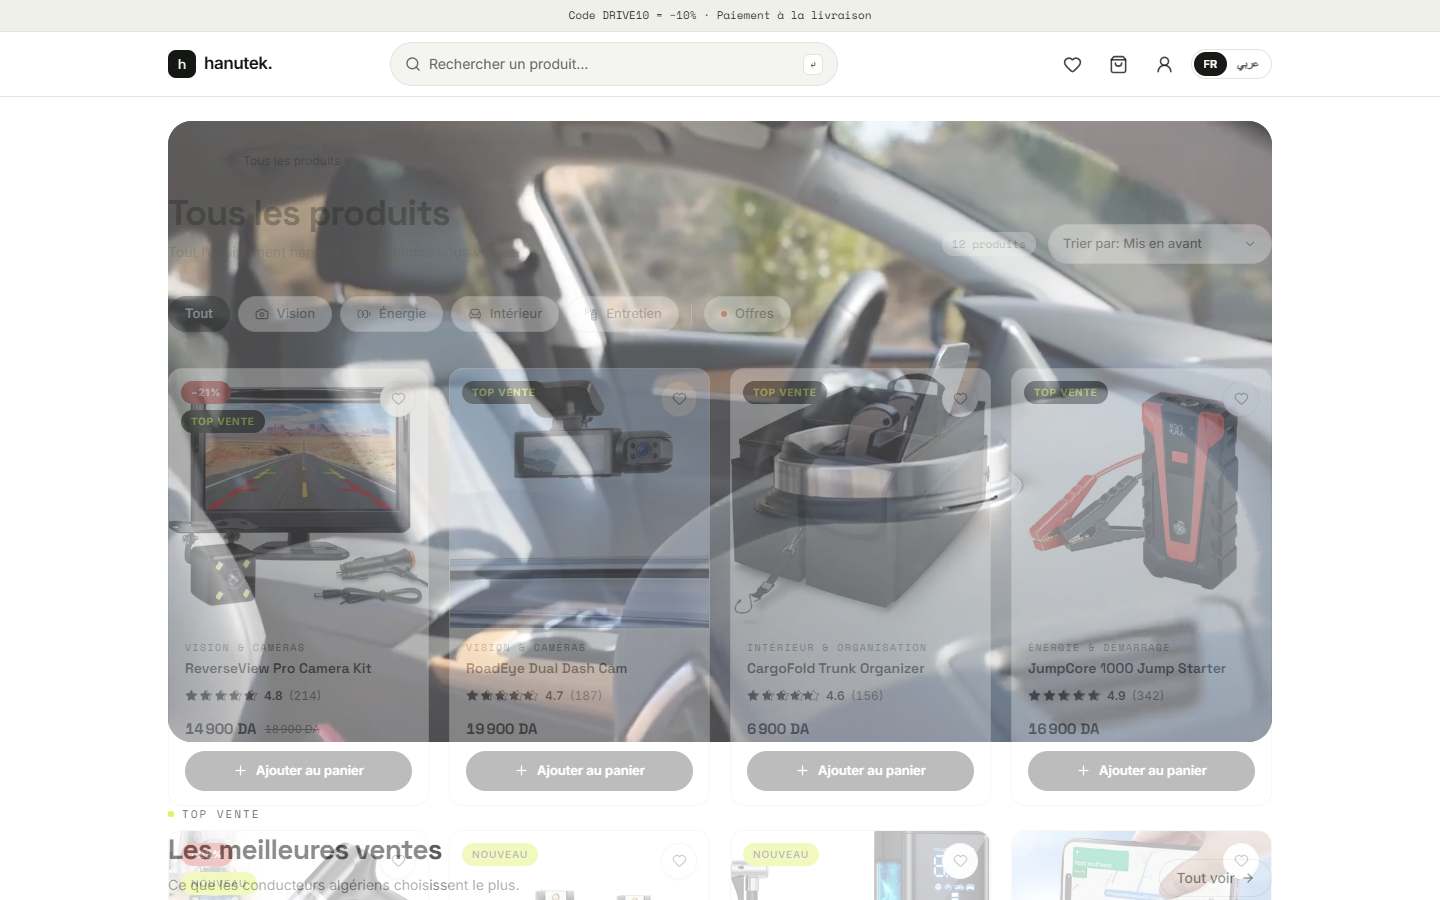 Code DRIVE10 = -10% · Paiement à la livraison
h hanutek.
Rechercher un produit...
FR عربي
Tous les produits
Tous les produits
12 produits
Trier par: Mis en avant
Tout Vision Énergie Intérieur Entretien Offres
-21%
TOP VENTE
TOP VENTE
TOP VENTE
TOP VENTE
VISION & CAMÉRAS
ReverseView Pro Camera Kit
4.8 (214)
14 900 DA 18 900 DA
Ajouter au panier
VISION & CAMÉRAS
RoadEye Dual Dash Cam
4.7 (187)
19 900 DA
Ajouter au panier
INTÉRIEUR & ORGANISATION
CargoFold Trunk Organizer
4.6 (156)
6 900 DA
Ajouter au panier
ÉNERGIE & DÉMARRAGE
JumpCore 1000 Jump Starter
4.9 (342)
16 900 DA
Ajouter au panier
TOP VENTE
Les meilleures ventes
Ce que les conducteurs algériens choisissent le plus.
Tout voir
NOUVEAU
NOUVEAU
NOUVEAU